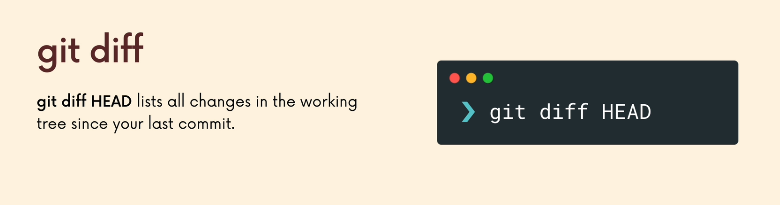 git diff
git diff HEAD lists all changes in the working
tree since your last commit.
❯ git diff HEAD